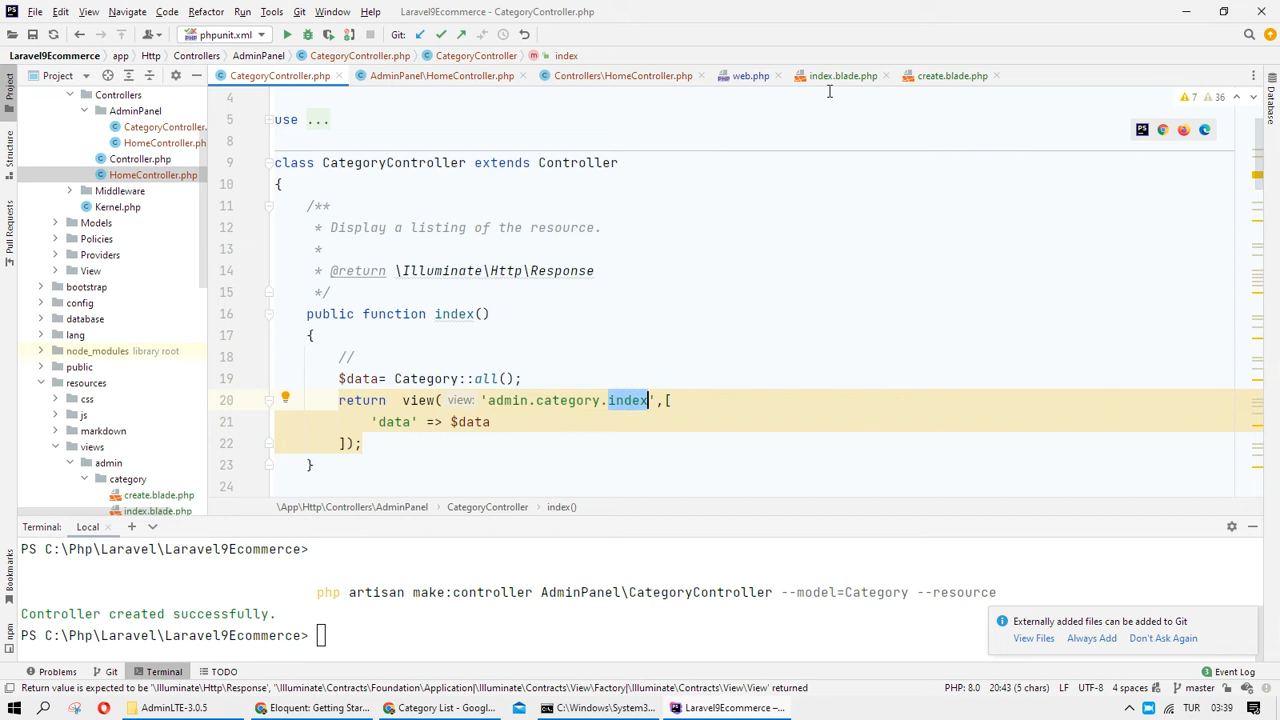 File Edit View Navigate Code Refactor Run Tools Git Window Help Laravel9Ecommerce - CategoryController.php
phpunit.xml Git:
Laravel9Ecommerce app Http Controllers AdminPanel CategoryController.php CategoryController index
Project CategoryController.php AdminPanel\HomeController.php Controllers\HomeController.php web.php index.blade.php create.blade.php
Project
Structure
Pull Requests
Bookmarks
npm
Database
7 36
Controllers
AdminPanel
CategoryController.
HomeController.ph
Controller.php
HomeController.php
Middleware
Kernel.php
Models
Policies
Providers
View
bootstrap
config
database
lang
node_modules library root
public
resources
css
js
markdown
views
admin
category
create.blade.php
index.blade.php
4
5 use ...
8
9 class CategoryController extends Controller
10 {
11 /**
12 * Display a listing of the resource.
13 *
14 * @return \Illuminate\Http\Response
15 */
16 public function index()
17 {
18 //
19 $data= Category::all();
20 return view( view: 'admin.category.index',[
21 'data' => $data
22 ]);
23 }
24
\App\Http\Controllers\AdminPanel CategoryController index()
Terminal: Local
PS C:\Php\Laravel\Laravel9Ecommerce>
php artisan make:controller AdminPanel\CategoryController --model=Category --resource
Controller created successfully.
PS C:\Php\Laravel\Laravel9Ecommerce>
Externally added files can be added to Git
View Files Always Add Don't Ask Again
Problems Git Terminal TODO Event Log
Return value is expected to be '\Illuminate\Http\Response', '\Illuminate\Contracts\Foundation\Application|\Illuminate\Contracts\View\Factory|\Illuminate\Contracts\View\View' returned PHP: 8.0 20:43 (5 chars) LF UTF-8 4 spaces master
AdminLTE-3.0.5 Eloquent: Getting Star... Category List - Googl... C:\Windows\System3... Laravel9Ecommerce –... TUR 03:39